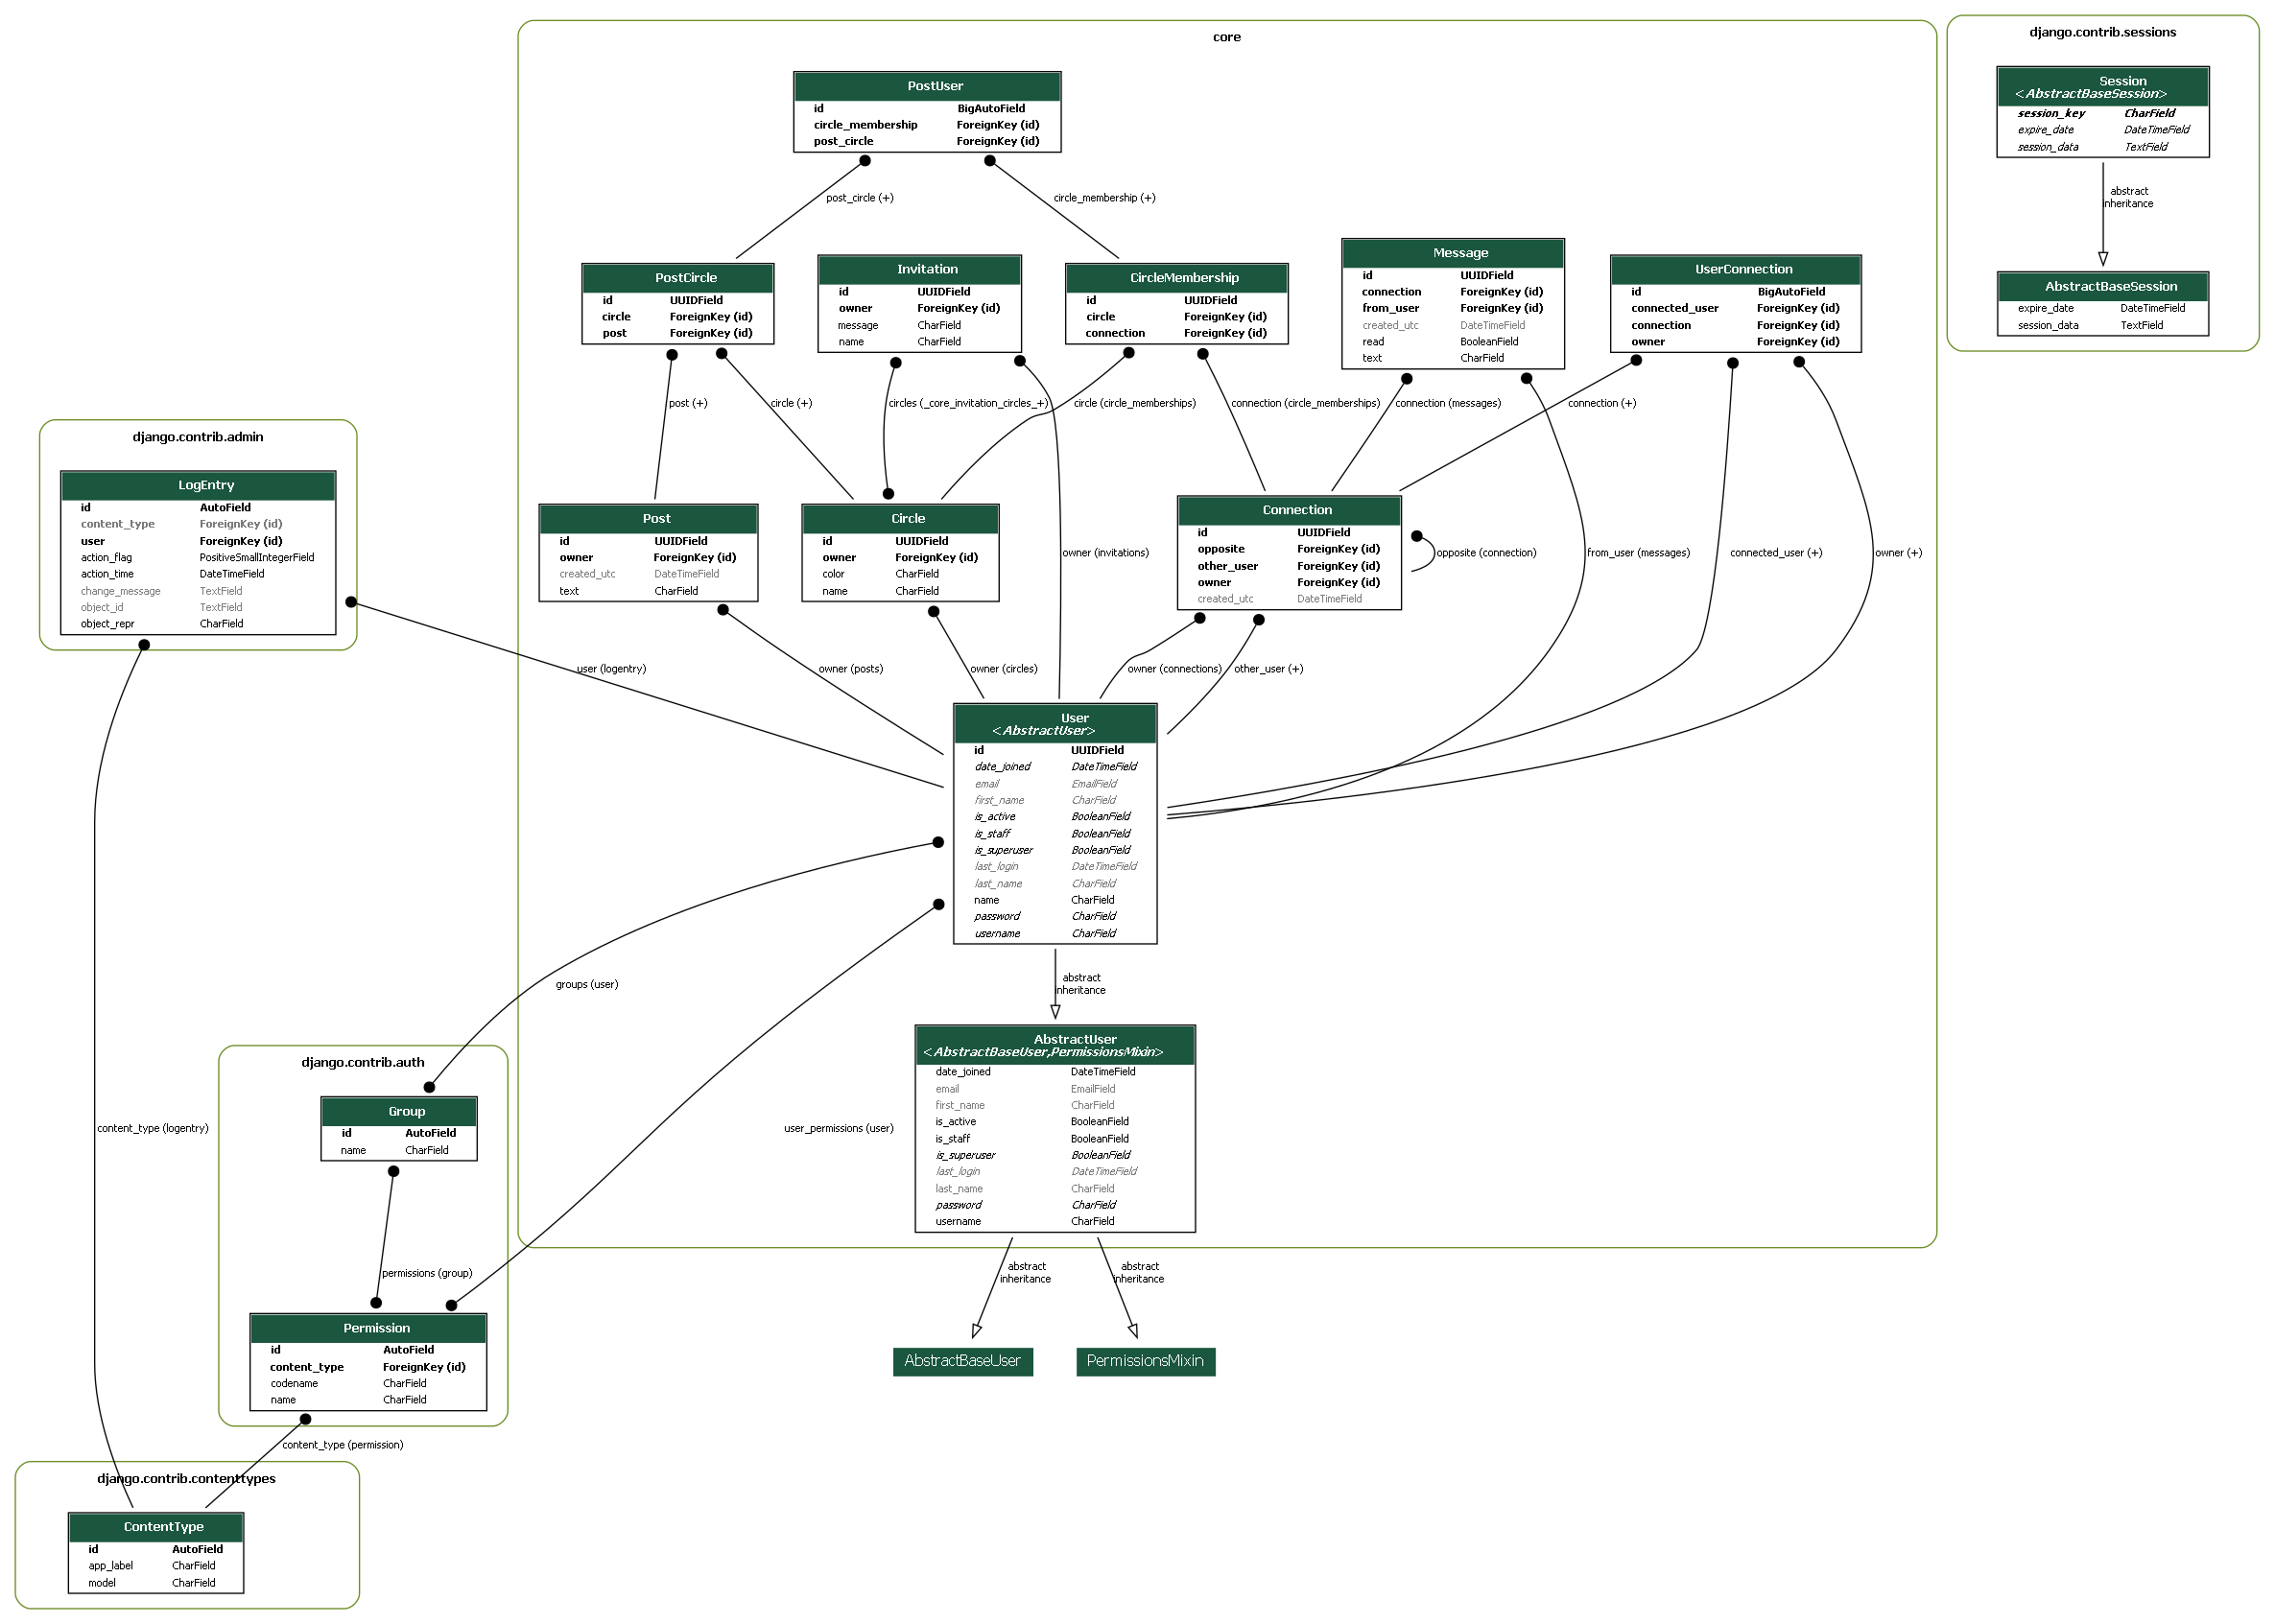 core
PostUser
id BigAutoField
circle_membership ForeignKey (id)
post_circle ForeignKey (id)
post_circle (+)
circle_membership (+)
PostCircle
id UUIDField
circle ForeignKey (id)
post ForeignKey (id)
Invitation
id UUIDField
owner ForeignKey (id)
message CharField
name CharField
CircleMembership
id UUIDField
circle ForeignKey (id)
connection ForeignKey (id)
Message
id UUIDField
connection ForeignKey (id)
from_user ForeignKey (id)
created_utc DateTimeField
read BooleanField
text CharField
UserConnection
id BigAutoField
connected_user ForeignKey (id)
connection ForeignKey (id)
owner ForeignKey (id)
post (+)
circle (+)
circles (_core_invitation_circles_+)
circle (circle_memberships)
connection (circle_memberships)
connection (messages)
connection (+)
Post
id UUIDField
owner ForeignKey (id)
created_utc DateTimeField
text CharField
Circle
id UUIDField
owner ForeignKey (id)
color CharField
name CharField
Connection
id UUIDField
opposite ForeignKey (id)
other_user ForeignKey (id)
owner ForeignKey (id)
created_utc DateTimeField
owner (invitations)
opposite (connection)
from_user (messages)
connected_user (+)
owner (+)
user (logentry)
owner (posts)
owner (circles)
owner (connections)
other_user (+)
User
<AbstractUser>
id UUIDField
date_joined DateTimeField
email EmailField
first_name CharField
is_active BooleanField
is_staff BooleanField
is_superuser BooleanField
last_login DateTimeField
last_name CharField
name CharField
password CharField
username CharField
abstract
inheritance
AbstractUser
<AbstractBaseUser,PermissionsMixin>
date_joined DateTimeField
email EmailField
first_name CharField
is_active BooleanField
is_staff BooleanField
is_superuser BooleanField
last_login DateTimeField
last_name CharField
password CharField
username CharField
abstract
inheritance
abstract
inheritance
AbstractBaseUser
PermissionsMixin
django.contrib.sessions
Session
<AbstractBaseSession>
session_key CharField
expire_date DateTimeField
session_data TextField
abstract
inheritance
AbstractBaseSession
expire_date DateTimeField
session_data TextField
django.contrib.admin
LogEntry
id AutoField
content_type ForeignKey (id)
user ForeignKey (id)
action_flag PositiveSmallIntegerField
action_time DateTimeField
change_message TextField
object_id TextField
object_repr CharField
groups (user)
user_permissions (user)
content_type (logentry)
django.contrib.auth
Group
id AutoField
name CharField
permissions (group)
Permission
id AutoField
content_type ForeignKey (id)
codename CharField
name CharField
content_type (permission)
django.contrib.contenttypes
ContentType
id AutoField
app_label CharField
model CharField